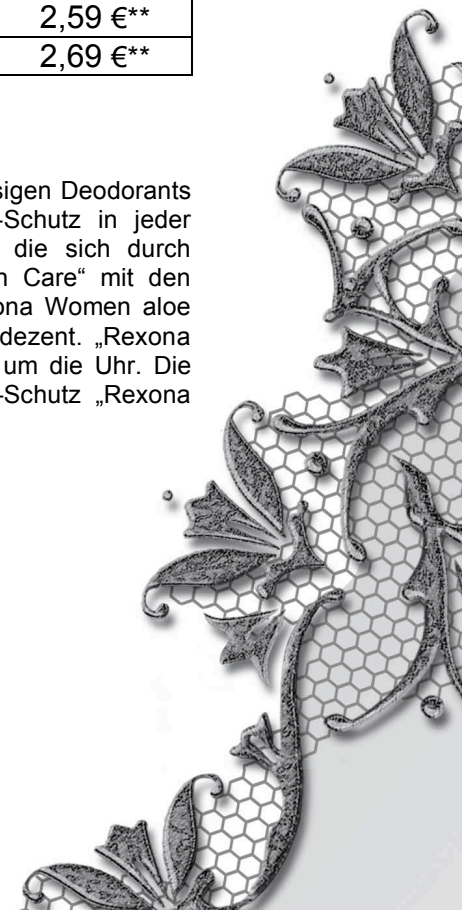 2,59 €**
2,69 €**
sigen Deodorants
-Schutz in jeder
die sich durch
n Care“ mit den
ona Women aloe
dezent. „Rexona
um die Uhr. Die
-Schutz „Rexona